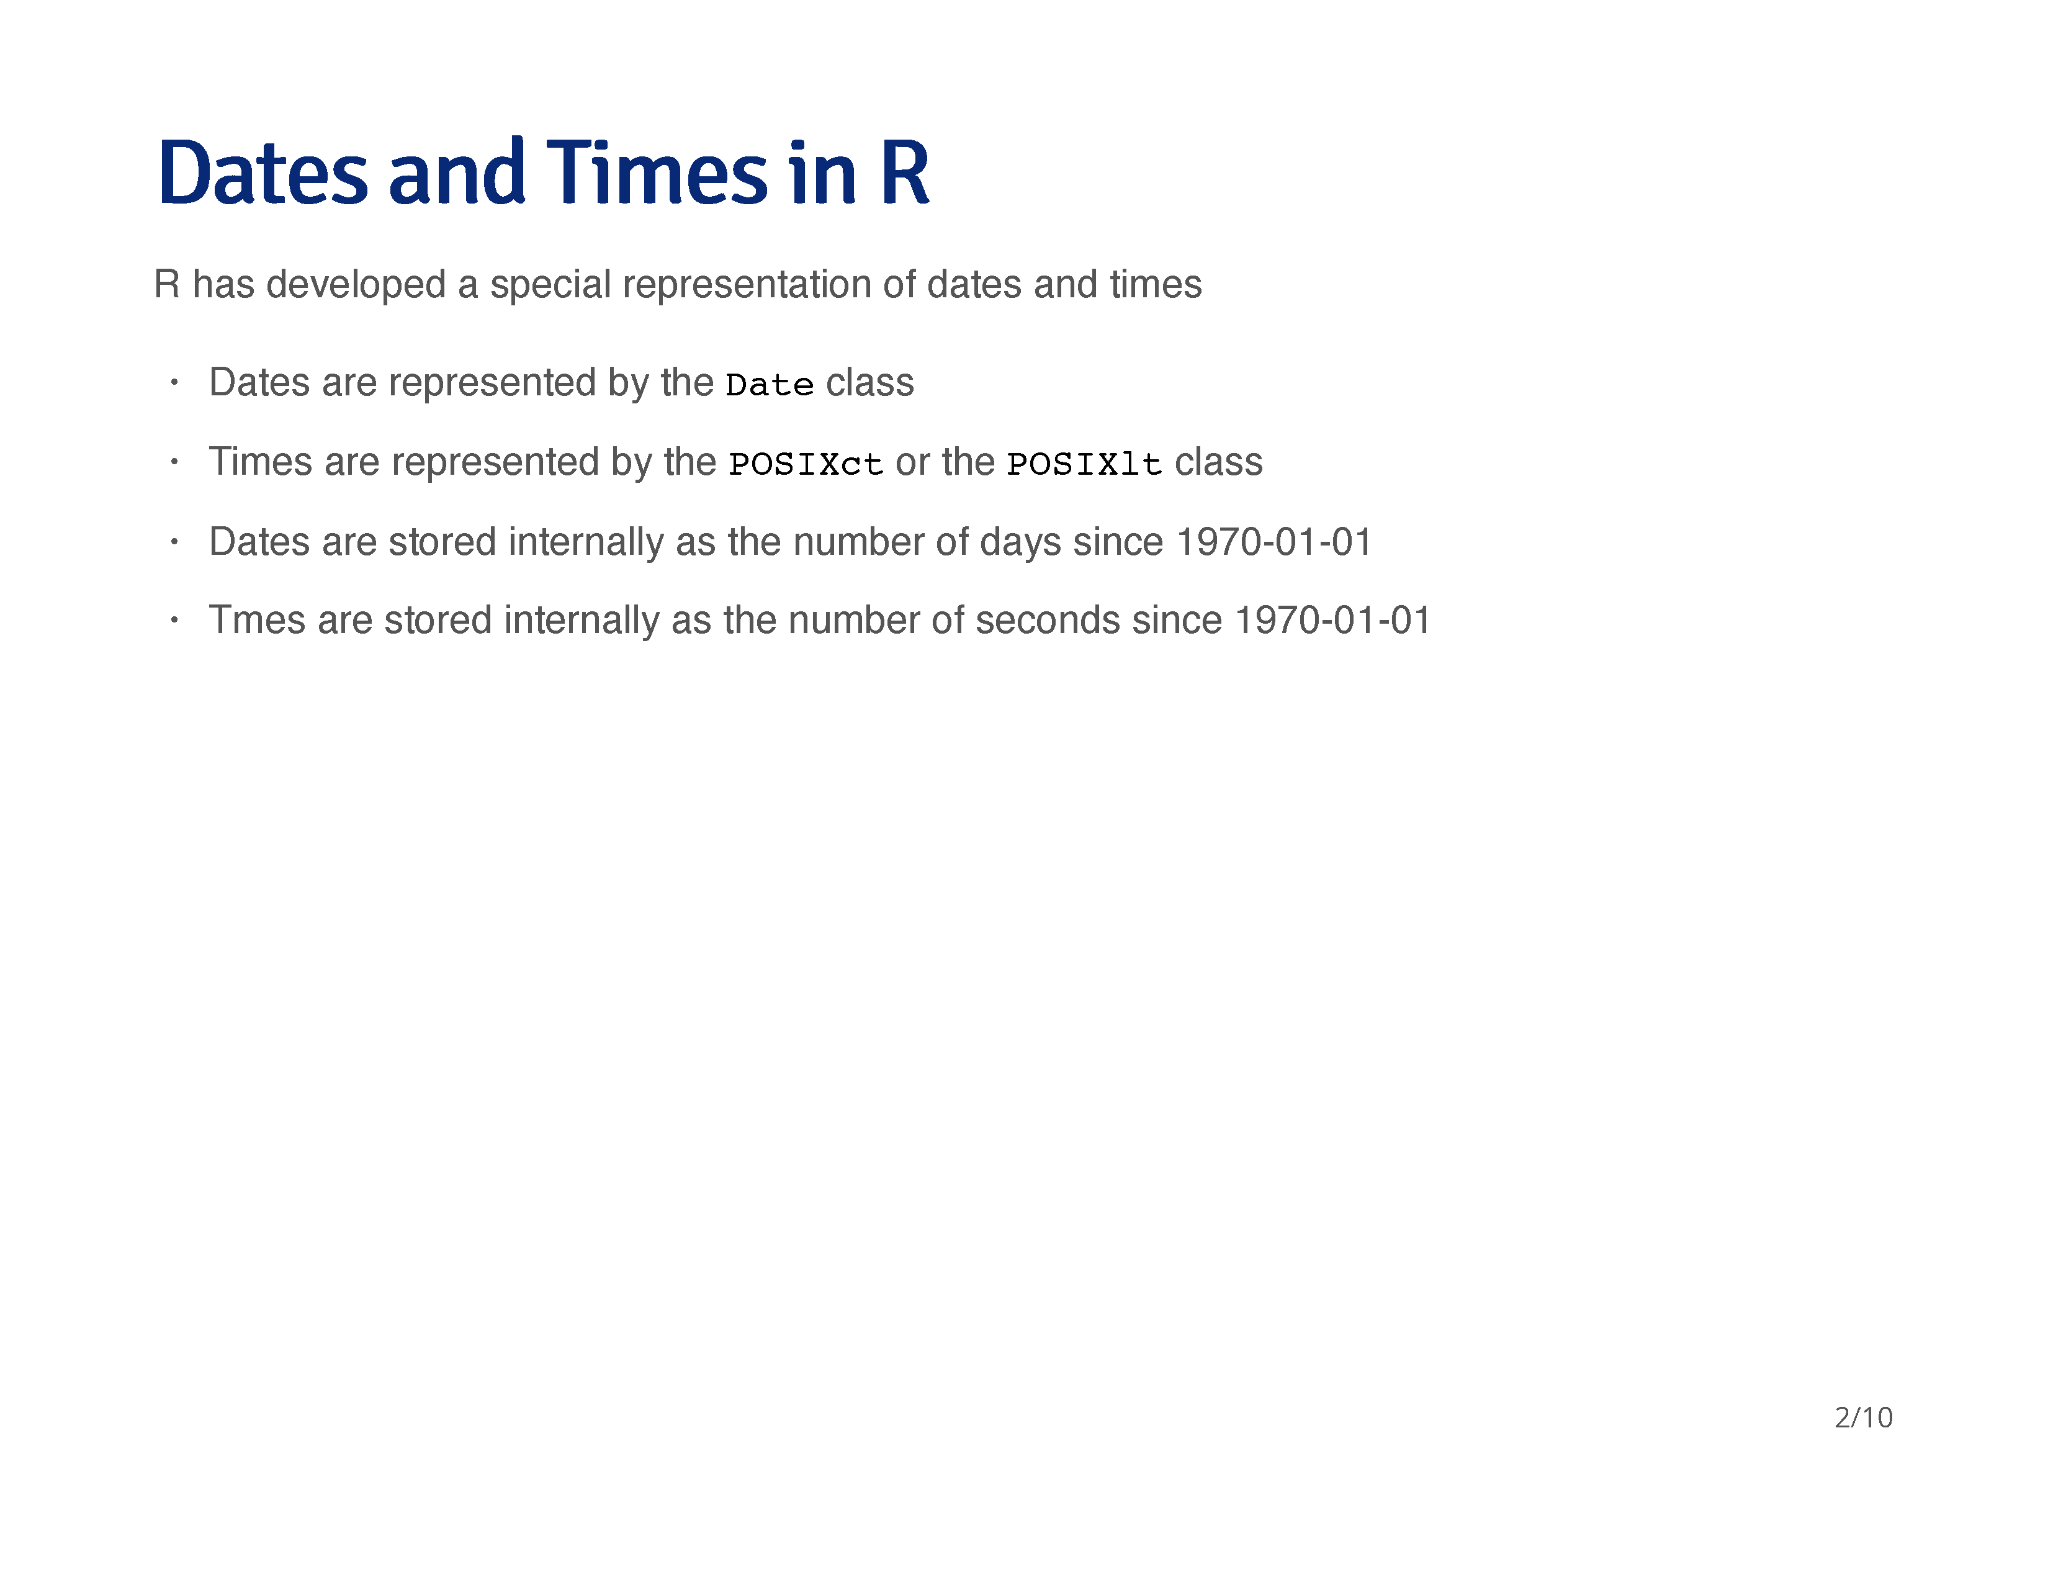 Dates and Times in R
R has developed a special representation of dates and times
· Dates are represented by the Date class
· Times are represented by the POSIXct or the POSIXlt class
· Dates are stored internally as the number of days since 1970-01-01
· Tmes are stored internally as the number of seconds since 1970-01-01
2/10